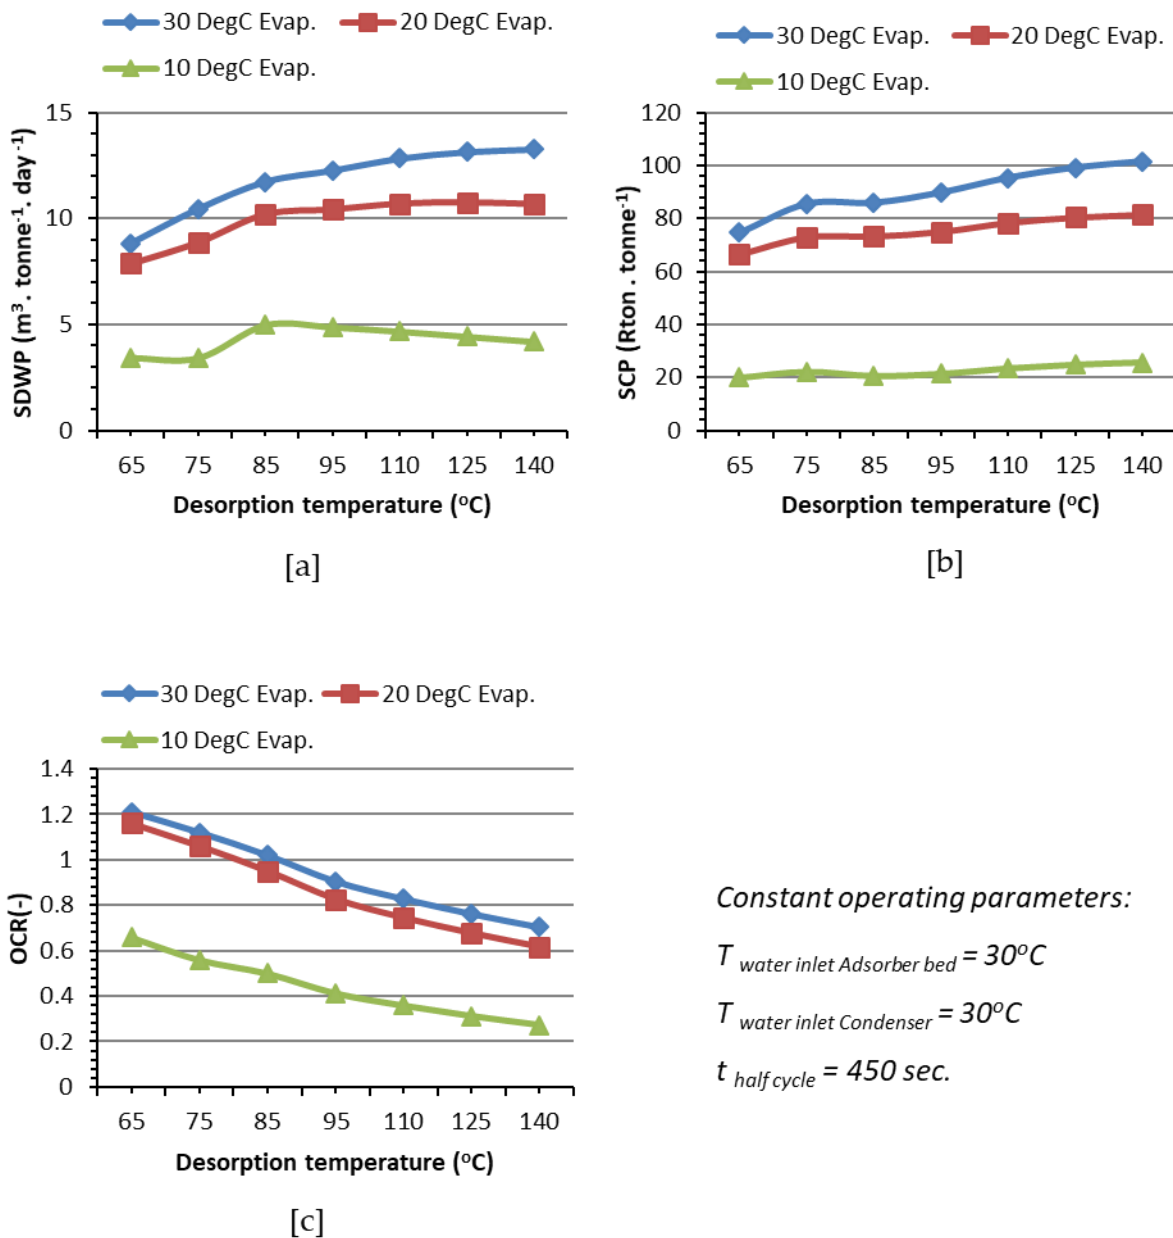 30 DegC Evap. 20 DegC Evap.
10 DegC Evap.
SDWP (m³. tonne⁻¹. day⁻¹)
15
10
5
0
65 75 85 95 110 125 140
Desorption temperature (°C)
[a]
30 DegC Evap. 20 DegC Evap.
10 DegC Evap.
SCP (Rton . tonne⁻¹)
120
100
80
60
40
20
0
65 75 85 95 110 125 140
Desorption temperature (°C)
[b]
30 DegC Evap. 20 DegC Evap.
10 DegC Evap.
OCR(-)
1.4
1.2
1
0.8
0.6
0.4
0.2
0
65 75 85 95 110 125 140
Desorption temperature (°C)
[c]
Constant operating parameters:
T water inlet Adsorber bed = 30°C
T water inlet Condenser = 30°C
t half cycle = 450 sec.